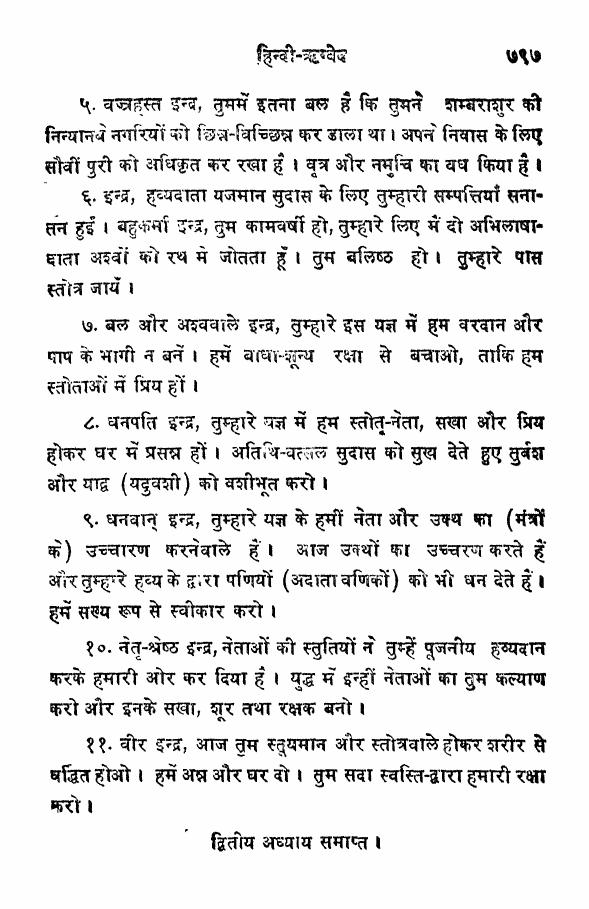 हिन्दी-ऋग्वेद ७९७
५. वज्रहस्त इन्द्र, तुममें इतना बल है कि तुमने शम्बराशुर की
निन्यानबे नगरियों को छिन्न-विच्छिन्न कर डाला था। अपने निवास के लिए
सौवीं पुरी को अधिकृत कर रखा है। वृत्र और नमुचि का वध किया है।
६. इन्द्र, हव्यदाता यजमान सुदास के लिए तुम्हारी सम्पत्तियाँ सना-
तन हुई। बहुकर्मा इन्द्र, तुम कामवर्षी हो, तुम्हारे लिए मैं दो अभिलाषा-
दाता अश्वों को रथ में जोतता हूँ। तुम बलिष्ठ हो। तुम्हारे पास
स्तोत्र जायँ।
७. बल और अश्ववाले इन्द्र, तुम्हारे इस यज्ञ में हम वरदान और
पाप के भागी न बनें। हमें बाधा-शून्य रक्षा से बचाओ, ताकि हम
स्तोताओं में प्रिय हों।
८. धनपति इन्द्र, तुम्हारे यज्ञ में हम स्तोतृ-नेता, सखा और प्रिय
होकर घर में प्रसन्न हों। अतिथि-वत्सल सुदास को सुख देते हुए तुर्वश
और याद्व (यदुवशी) को वशीभूत करो।
९. धनवान् इन्द्र, तुम्हारे यज्ञ के हमीं नेता और उक्थ का (मंत्रों
के) उच्चारण करनेवाले हैं। आज उक्थों का उच्चरण करते हैं
और तुम्हारे हव्य के द्वारा पणियों (अदाता वणिकों) को भी धन देते हैं।
हमें सख्य रूप से स्वीकार करो।
१०. नेतृ-श्रेष्ठ इन्द्र, नेताओं की स्तुतियों ने तुम्हें पूजनीय हव्यदान
करके हमारी ओर कर दिया है। युद्ध में इन्हीं नेताओं का तुम कल्याण
करो और इनके सखा, शूर तथा रक्षक बनो।
११. वीर इन्द्र, आज तुम स्तूयमान और स्तोत्रवाले होकर शरीर से
वर्द्धित होओ। हमें अन्न और घर दो। तुम सदा स्वस्ति-द्वारा हमारी रक्षा
करो।
द्वितीय अध्याय समाप्त।